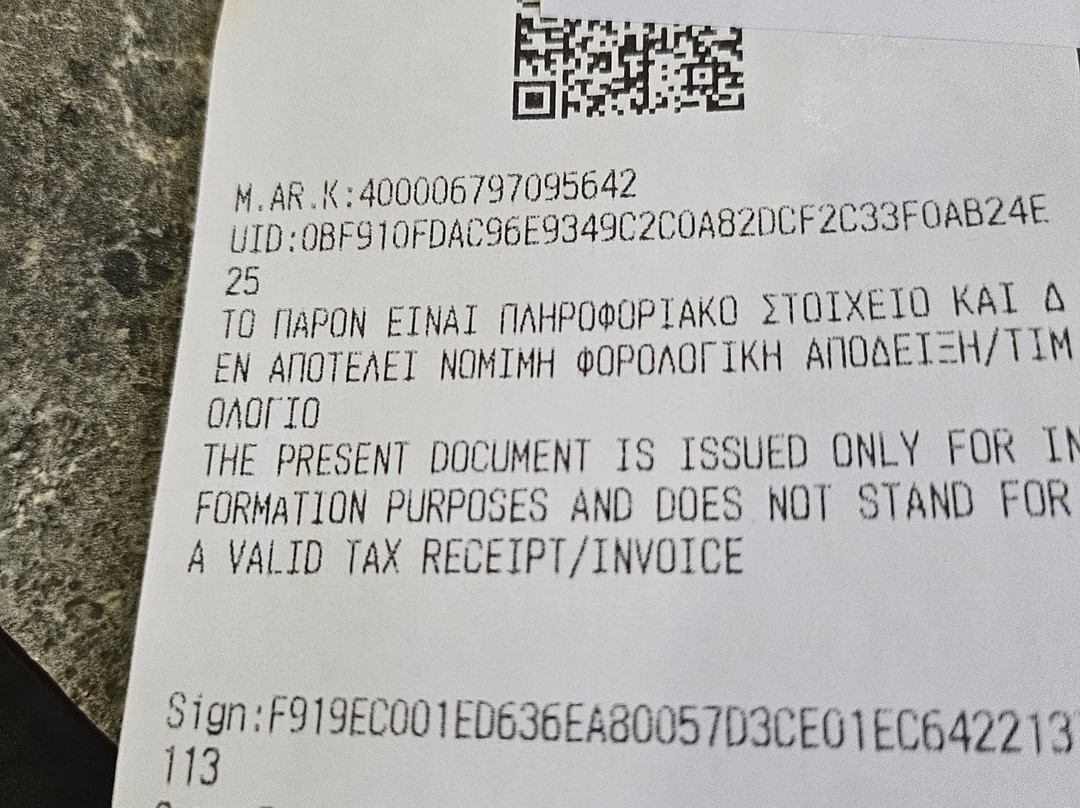 M.AR.K:400006797095642
UID:0BF910FDAC96E9349C2C0A82DCF2C33F0AB24E
25
ΤΟ ΠΑΡΟΝ ΕΙΝΑΙ ΠΛΗΡΟΦΟΡΙΑΚΟ ΣΤΟΙΧΕΙΟ ΚΑΙ Δ
ΕΝ ΑΠΟΤΕΛΕΙ ΝΟΜΙΜΗ ΦΟΡΟΛΟΓΙΚΗ ΑΠΟΔΕΙΞΗ/ΤΙΜ
ΟΛΟΓΙΟ
THE PRESENT DOCUMENT IS ISSUED ONLY FOR IN
FORMATION PURPOSES AND DOES NOT STAND FOR
A VALID TAX RECEIPT/INVOICE
Sign:F919EC001ED636EA80057D3CE01EC6422137
113